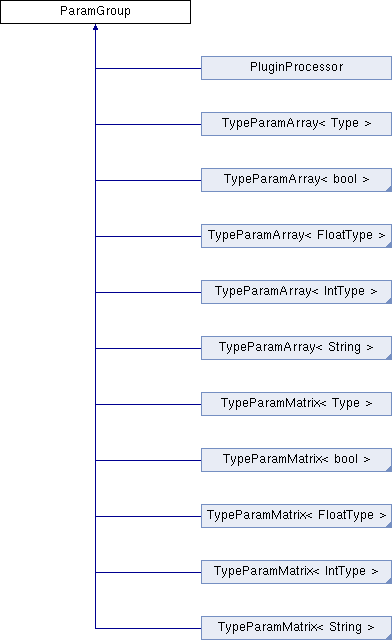 ParamGroup
PluginProcessor
TypeParamArray< Type >
TypeParamArray< bool >
TypeParamArray< FloatType >
TypeParamArray< IntType >
TypeParamArray< String >
TypeParamMatrix< Type >
TypeParamMatrix< bool >
TypeParamMatrix< FloatType >
TypeParamMatrix< IntType >
TypeParamMatrix< String >